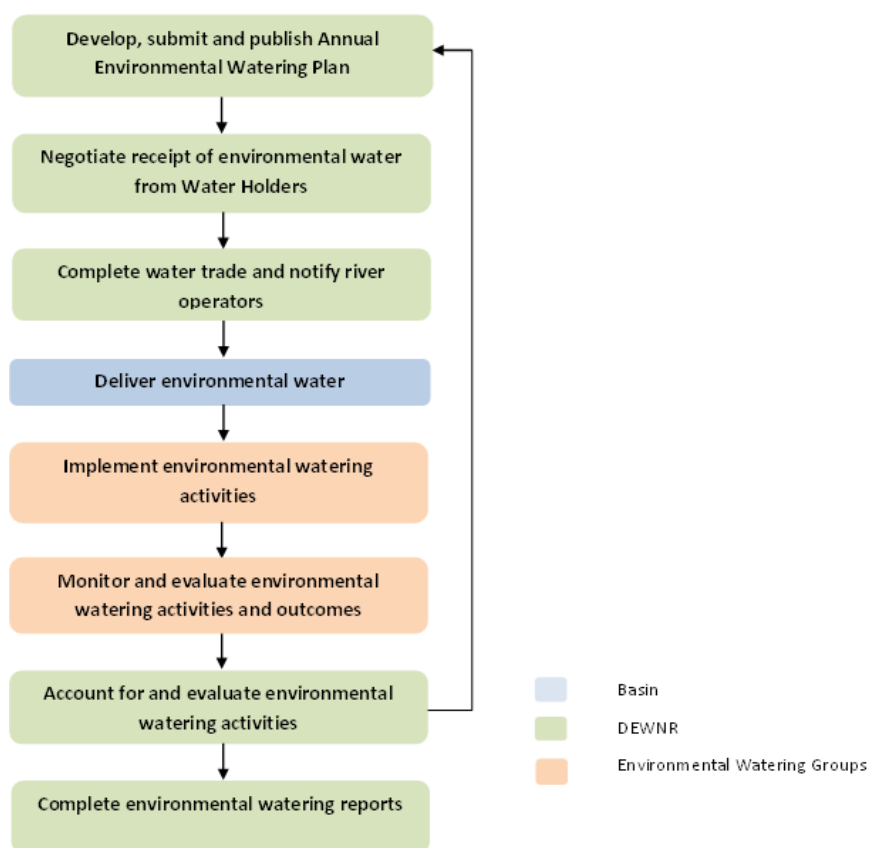 Develop, submit and publish Annual
Environmental Watering Plan
Negotiate receipt of environmental water
from Water Holders
Complete water trade and notify river
operators
Deliver environmental water
Implement environmental watering
activities
Monitor and evaluate environmental
watering activities and outcomes
Account for and evaluate environmental
watering activities
Complete environmental watering reports
Basin
DEWNR
Environmental Watering Groups